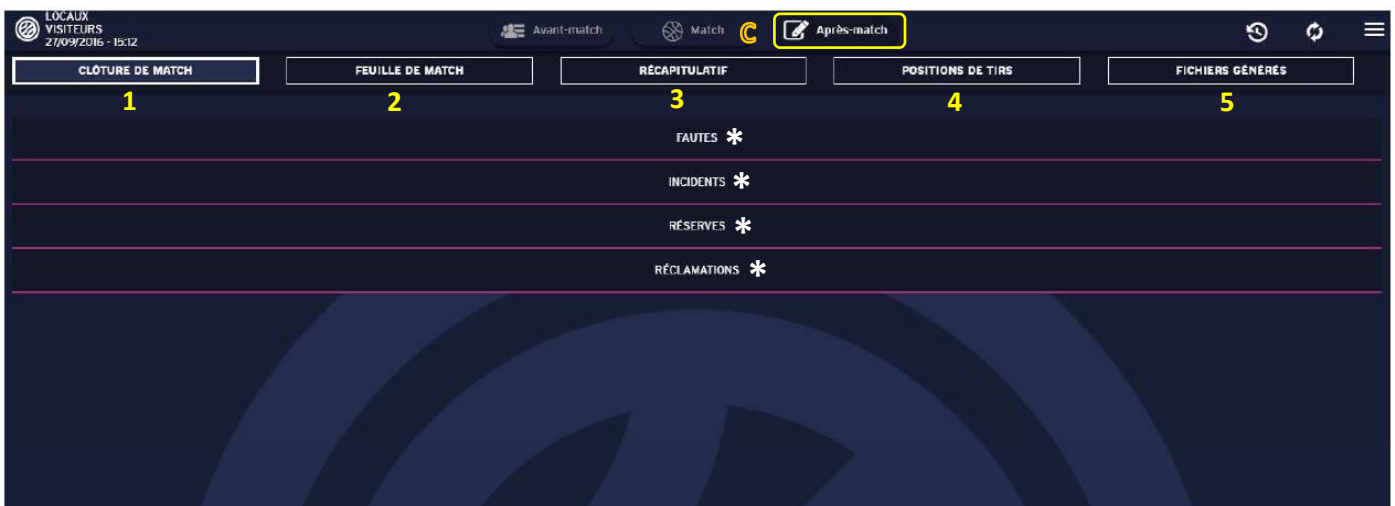 LOCAUX
VISITEURS
27/09/2016 - 15:12
Avant-match Match C Après-match
CLÔTURE DE MATCH FEUILLE DE MATCH RÉCAPITULATIF POSITIONS DE TIRS FICHIERS GÉNÉRÉS
1 2 3 4 5
FAUTES *
INCIDENTS *
RÉSERVES *
RÉCLAMATIONS *